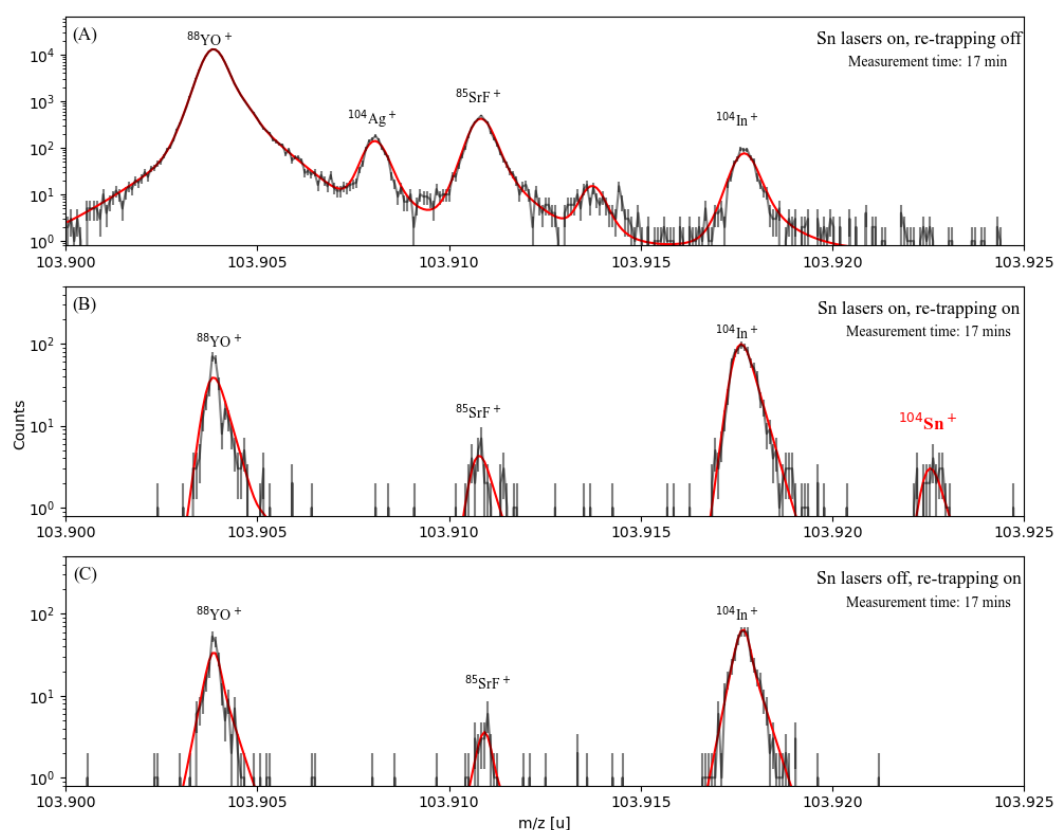 (A)
Sn lasers on, re-trapping off
Measurement time: 17 min
⁸⁸YO⁺
¹⁰⁴Ag⁺
⁸⁵SrF⁺
¹⁰⁴In⁺
10⁴
10³
10²
10¹
10⁰
103.900 103.905 103.910 103.915 103.920 103.925
(B)
Sn lasers on, re-trapping on
Measurement time: 17 mins
⁸⁸YO⁺
⁸⁵SrF⁺
¹⁰⁴In⁺
¹⁰⁴Sn⁺
Counts
10²
10¹
10⁰
103.900 103.905 103.910 103.915 103.920 103.925
(C)
Sn lasers off, re-trapping on
Measurement time: 17 mins
⁸⁸YO⁺
⁸⁵SrF⁺
¹⁰⁴In⁺
10²
10¹
10⁰
103.900 103.905 103.910 103.915 103.920 103.925
m/z [u]